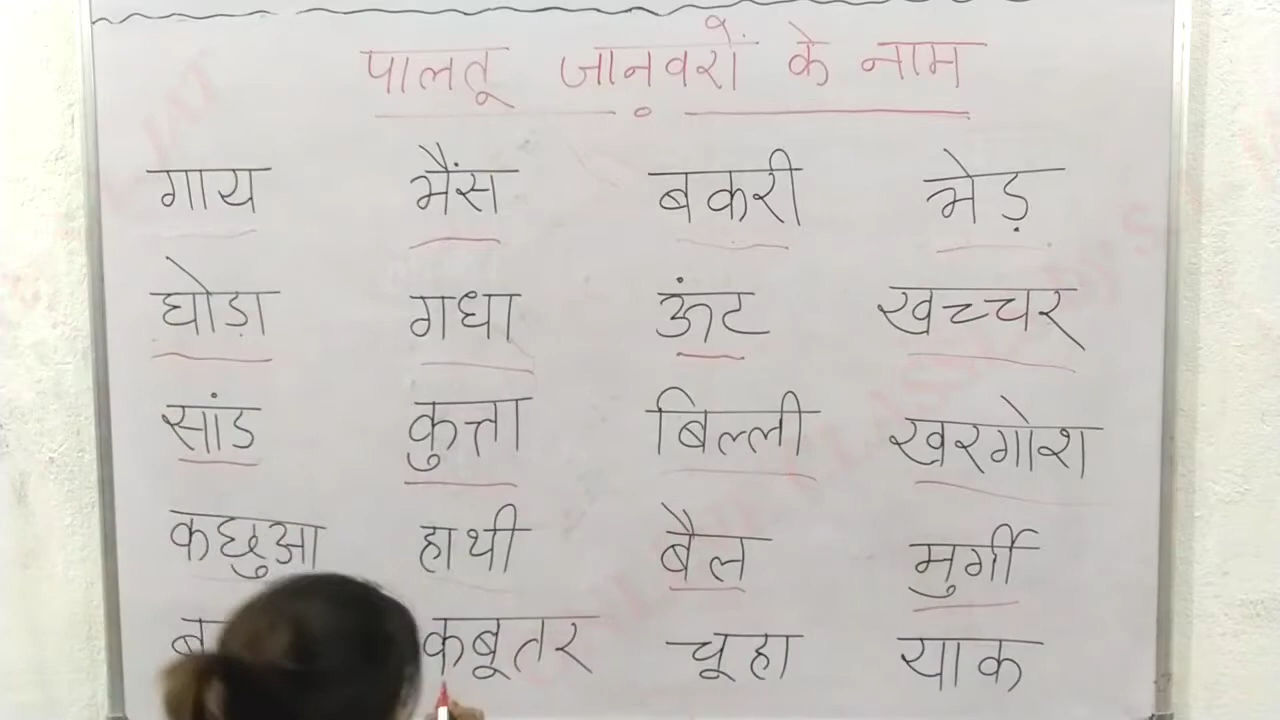 पालतू जानवरों के नाम
गाय भैंस बकरी भेड़
घोड़ा गधा ऊंट खच्चर
सांड कुत्ता बिल्ली खरगोश
कछुआ हाथी बैल मुर्गी
कबूतर चूहा याक